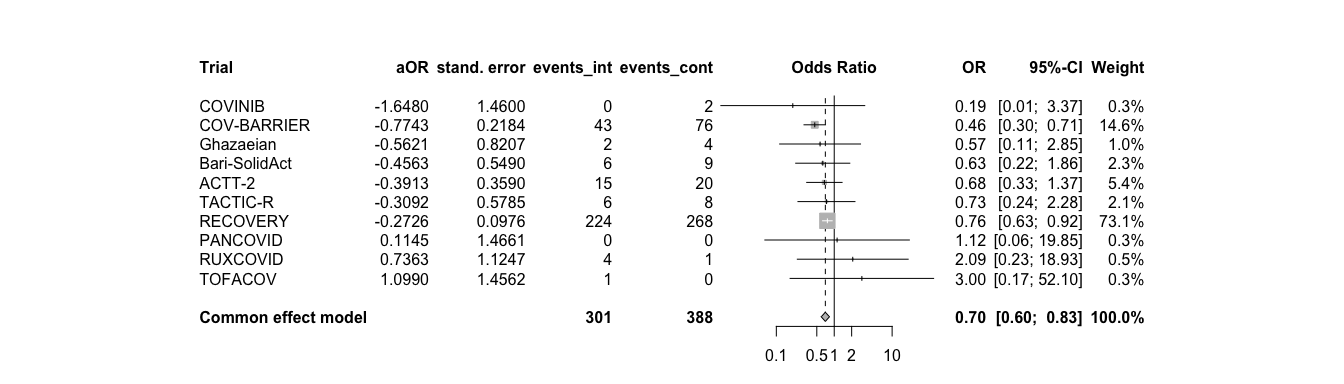 Trial aOR stand. error events_int events_cont Odds Ratio OR 95%-CI Weight
COVINIB -1.6480 1.4600 0 2 0.19 [0.01; 3.37] 0.3%
COV-BARRIER -0.7743 0.2184 43 76 0.46 [0.30; 0.71] 14.6%
Ghazaeian -0.5621 0.8207 2 4 0.57 [0.11; 2.85] 1.0%
Bari-SolidAct -0.4563 0.5490 6 9 0.63 [0.22; 1.86] 2.3%
ACTT-2 -0.3913 0.3590 15 20 0.68 [0.33; 1.37] 5.4%
TACTIC-R -0.3092 0.5785 6 8 0.73 [0.24; 2.28] 2.1%
RECOVERY -0.2726 0.0976 224 268 0.76 [0.63; 0.92] 73.1%
PANCOVID 0.1145 1.4661 0 0 1.12 [0.06; 19.85] 0.3%
RUXCOVID 0.7363 1.1247 4 1 2.09 [0.23; 18.93] 0.5%
TOFACOV 1.0990 1.4562 1 0 3.00 [0.17; 52.10] 0.3%
Common effect model 301 388 0.70 [0.60; 0.83] 100.0%
0.1 0.5 1 2 10